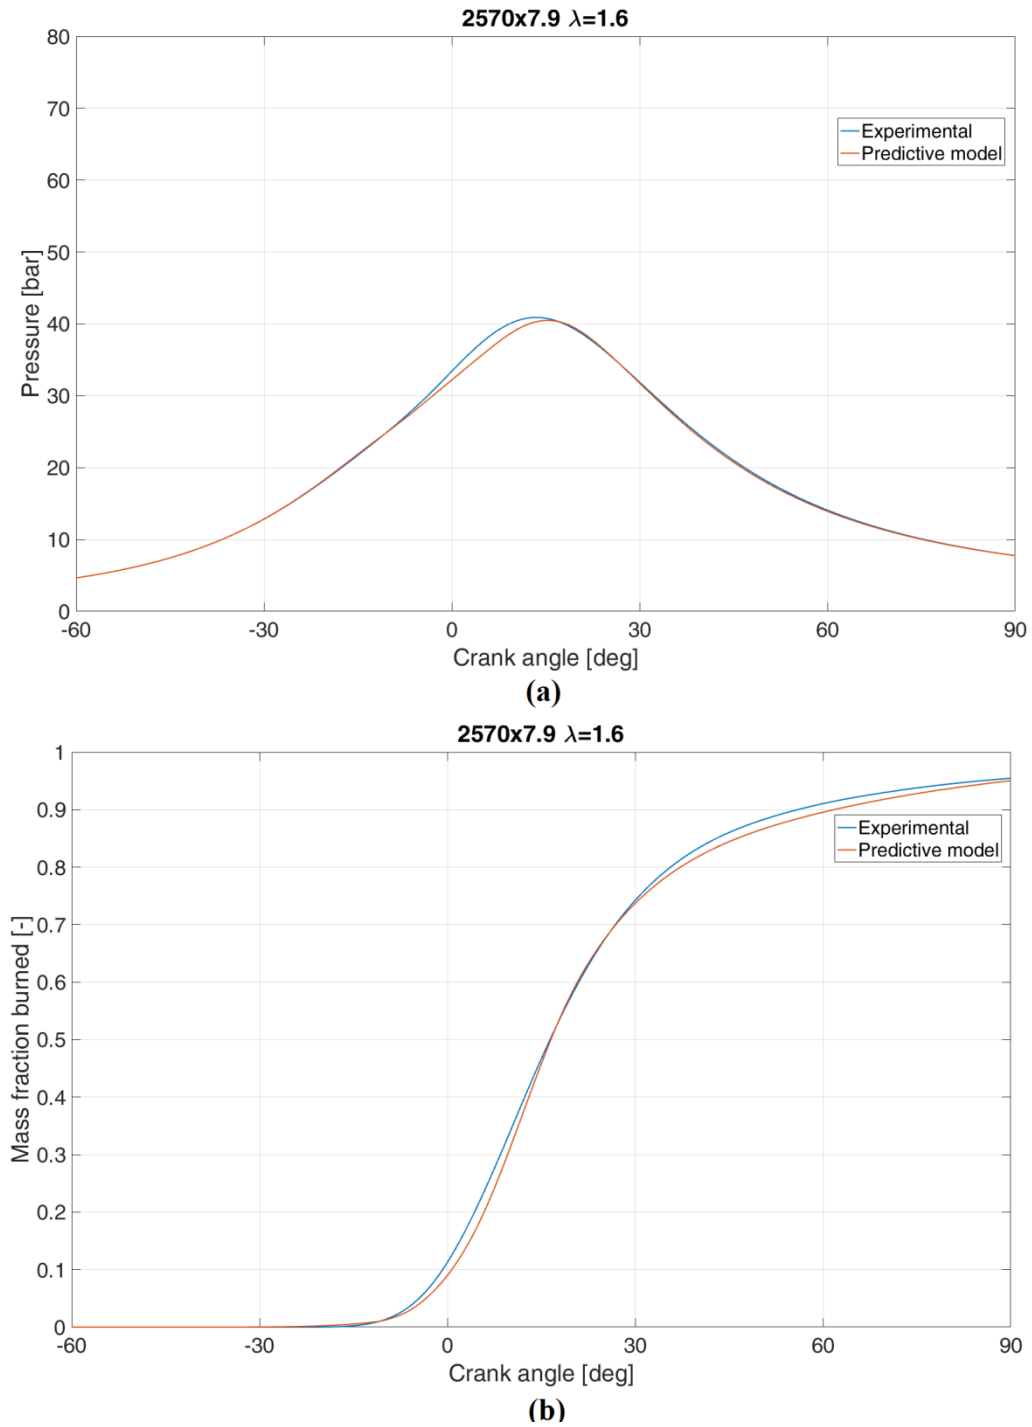 2570x7.9 λ=1.6
80
70
60
50
40
30
20
10
0
Pressure [bar]
Experimental
Predictive model
-60
-30
0
30
60
90
Crank angle [deg]
(a)
2570x7.9 λ=1.6
1
0.9
0.8
0.7
0.6
0.5
0.4
0.3
0.2
0.1
0
Mass fraction burned [-]
Experimental
Predictive model
-60
-30
0
30
60
90
Crank angle [deg]
(b)